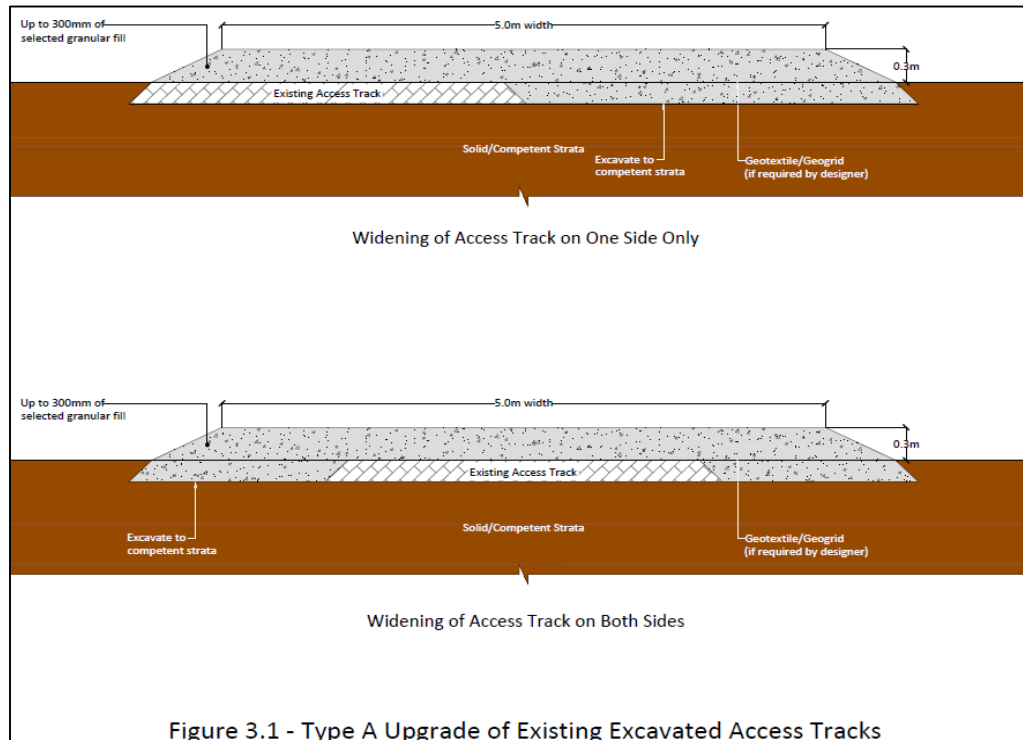 Up to 300mm of
selected granular fill
5.0m width
0.3m
Existing Access Track
Solid/Competent Strata
Excavate to
competent strata
Geotextile/Geogrid
(if required by designer)
Widening of Access Track on One Side Only
Up to 300mm of
selected granular fill
5.0m width
0.3m
Existing Access Track
Solid/Competent Strata
Excavate to
competent strata
Geotextile/Geogrid
(if required by designer)
Widening of Access Track on Both Sides
Figure 3.1 - Type A Upgrade of Existing Excavated Access Tracks